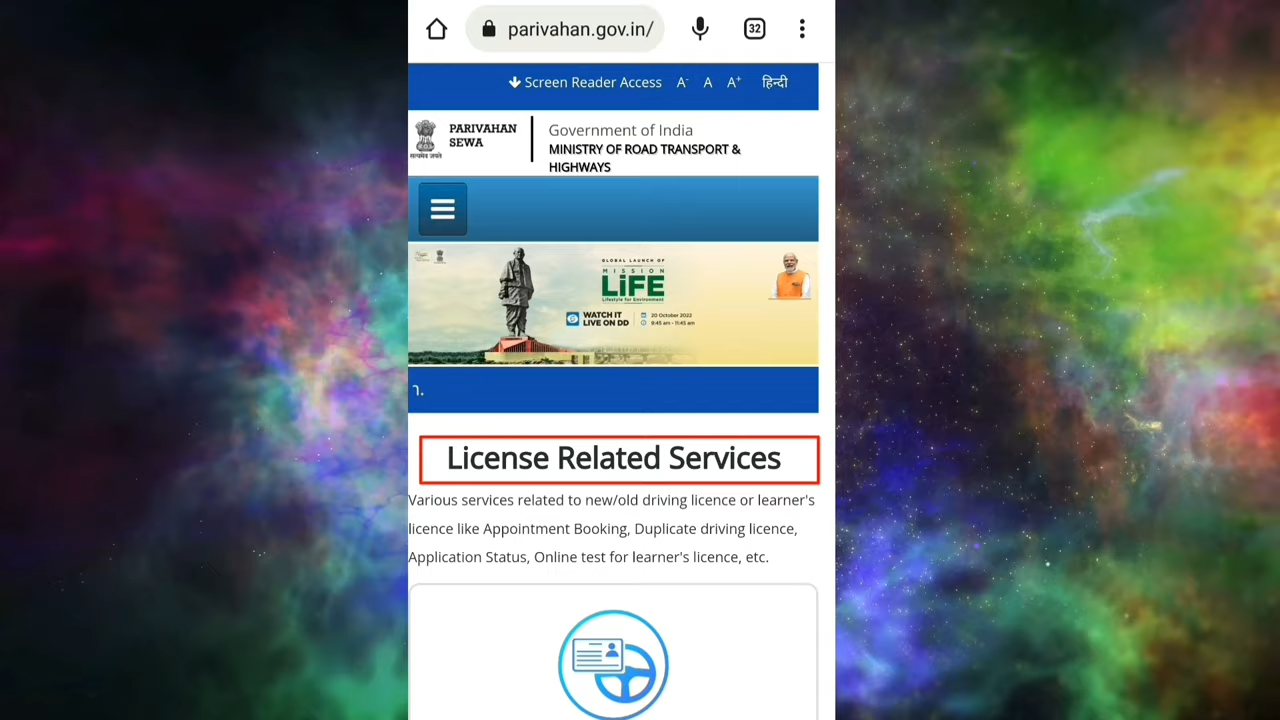 parivahan.gov.in/
32
Screen Reader Access A- A A+ हिन्दी
PARIVAHAN
SEWA
सत्यमेव जयते
Government of India
MINISTRY OF ROAD TRANSPORT &
HIGHWAYS
GLOBAL LAUNCH OF
MISSION
LiFE
Lifestyle for Environment
WATCH IT
LIVE ON DD
20 October 2022
9:45 am - 11:45 am
License Related Services
Various services related to new/old driving licence or learner's
licence like Appointment Booking, Duplicate driving licence,
Application Status, Online test for learner's licence, etc.